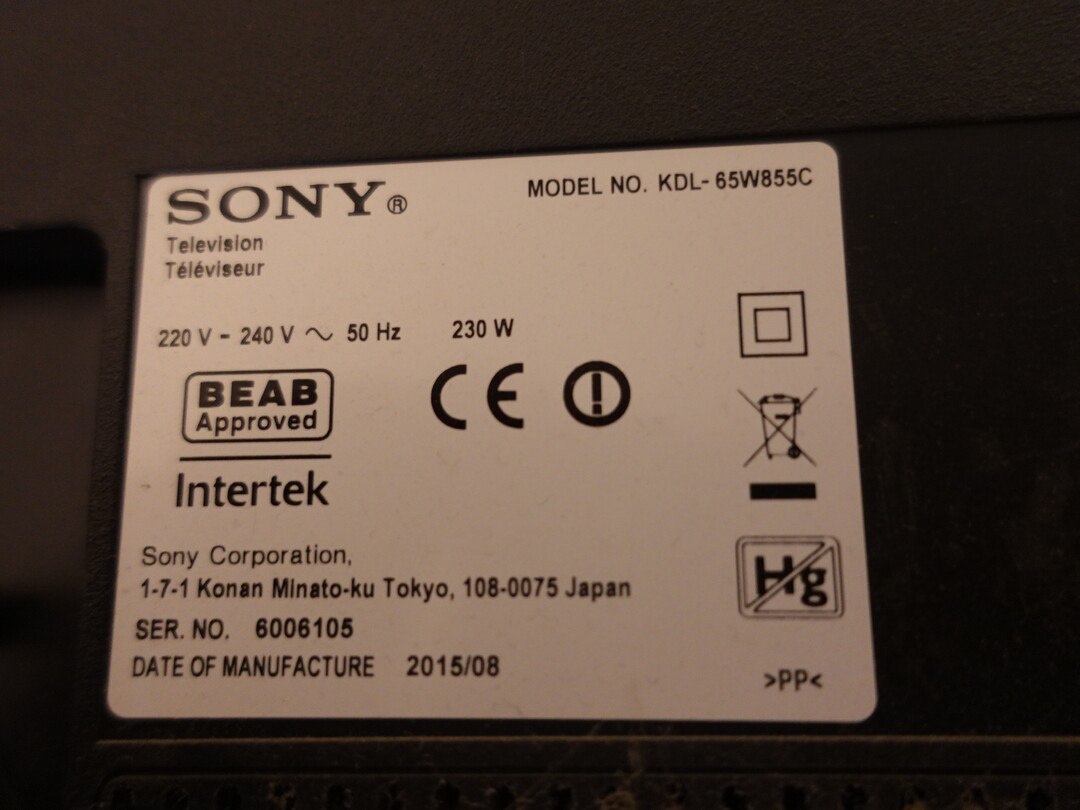 SONY®
MODEL NO. KDL-65W855C
Television
Téléviseur
220 V - 240 V ~ 50 Hz 230 W
BEAB
Approved
CE
Intertek
Hg
Sony Corporation,
1-7-1 Konan Minato-ku Tokyo, 108-0075 Japan
SER. NO. 6006105
DATE OF MANUFACTURE 2015/08
>PP<